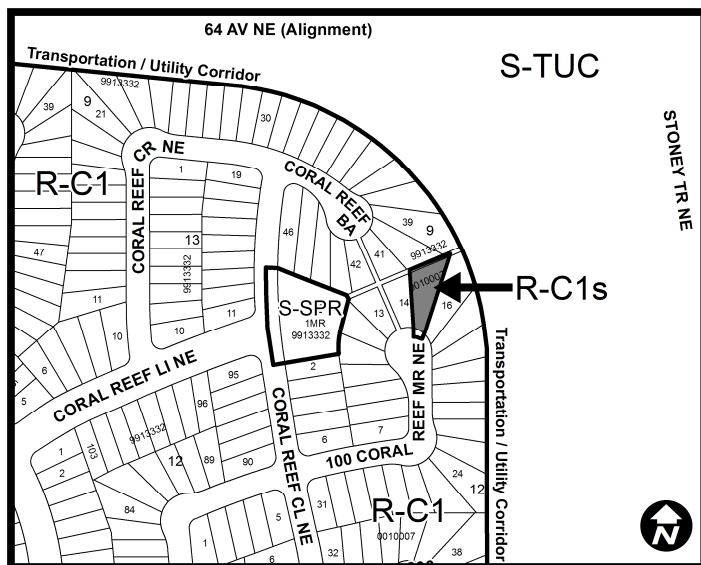 64 AV NE (Alignment)
Transportation / Utility Corridor
S-TUC
STONEY TR NE
9913332
39
9
21
30
R-C1
CORAL REEF CR NE
1
19
CORAL REEF BA
13
9913332
46
39
9
41
9913332
42
47
0010007
R-C1s
S-SPR
1MR
9913332
14
16
13
11
11
10
10
6
5
CORAL REEF LI NE
2
95
96
REEF MR NE
Transportation / Utility Corridor
9913332
CORAL REEF CL NE
6
7
100 CORAL
1
103
2
12
89
90
24
12
84
31
R-C1
5
0010007
1
6
32
38
N